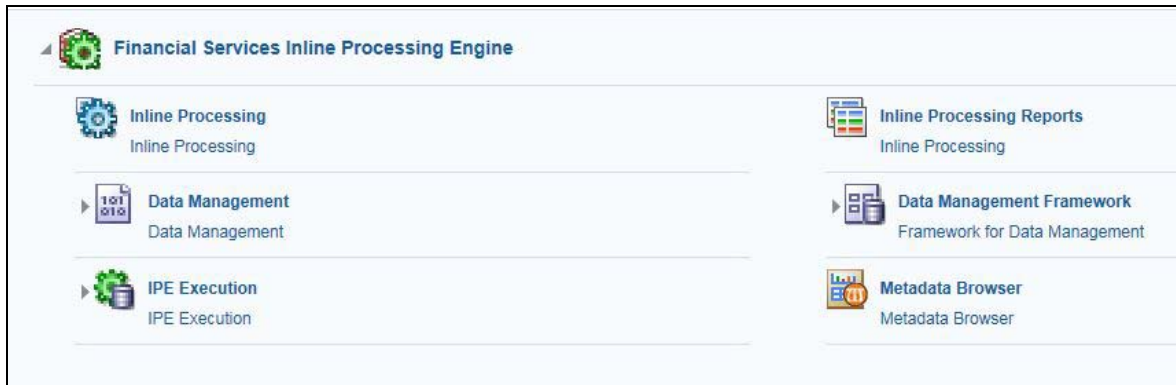 Financial Services Inline Processing Engine
Inline Processing
Inline Processing
Inline Processing Reports
Inline Processing
Data Management
Data Management
Data Management Framework
Framework for Data Management
IPE Execution
IPE Execution
Metadata Browser
Metadata Browser